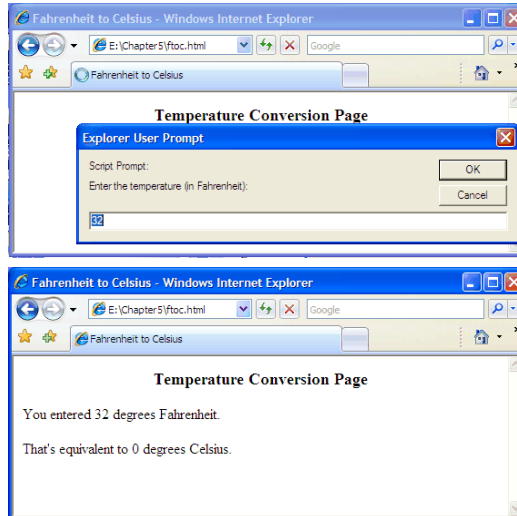 Fahrenheit to Celsius - Windows Internet Explorer
E:\Chapter5\ftoc.html
Google
Fahrenheit to Celsius
Temperature Conversion Page
Explorer User Prompt
Script Prompt:
OK
Enter the temperature (in Fahrenheit):
Cancel
32
Fahrenheit to Celsius - Windows Internet Explorer
E:\Chapter5\ftoc.html
Google
Fahrenheit to Celsius
Temperature Conversion Page
You entered 32 degrees Fahrenheit.
That's equivalent to 0 degrees Celsius.